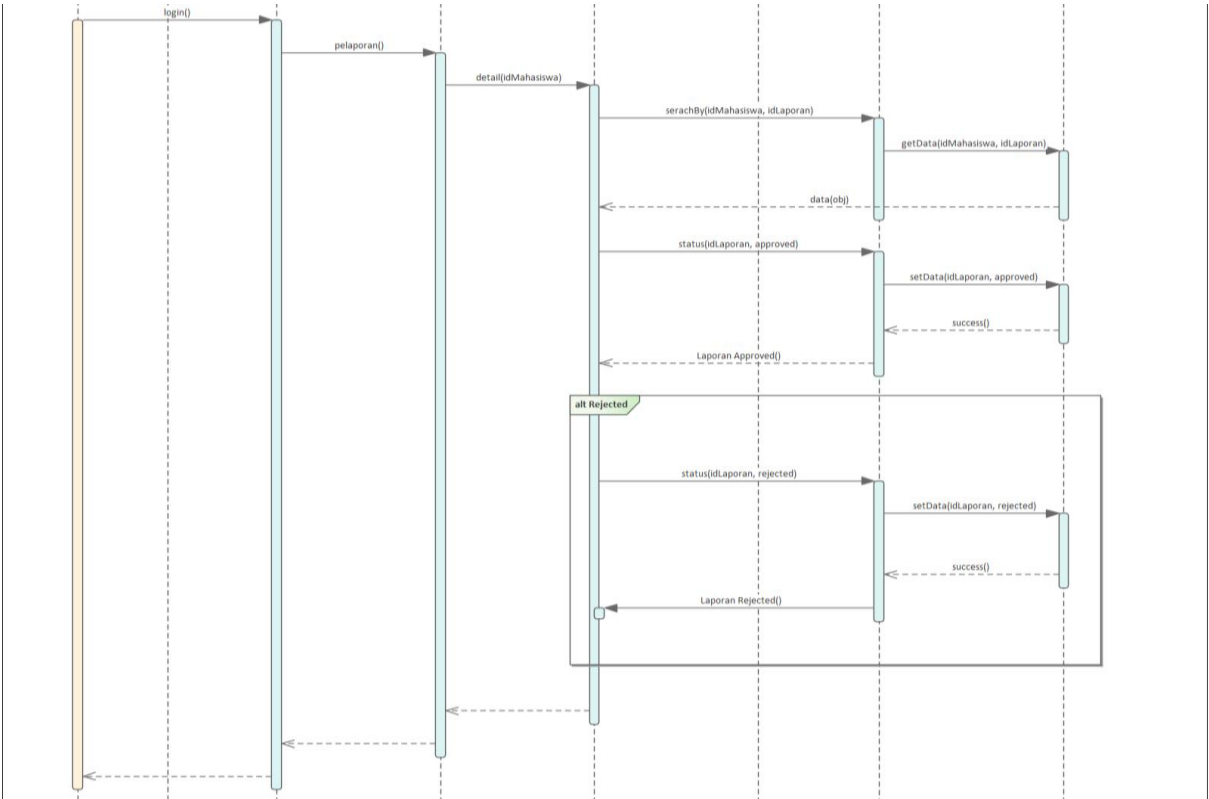 login()
pelaporan()
detail(idMahasiswa)
serachBy(idMahasiswa, idLaporan)
getData(idMahasiswa, idLaporan)
data(obj)
status(idLaporan, approved)
setData(idLaporan, approved)
success()
Laporan Approved()
alt Rejected
status(idLaporan, rejected)
setData(idLaporan, rejected)
success()
Laporan Rejected()